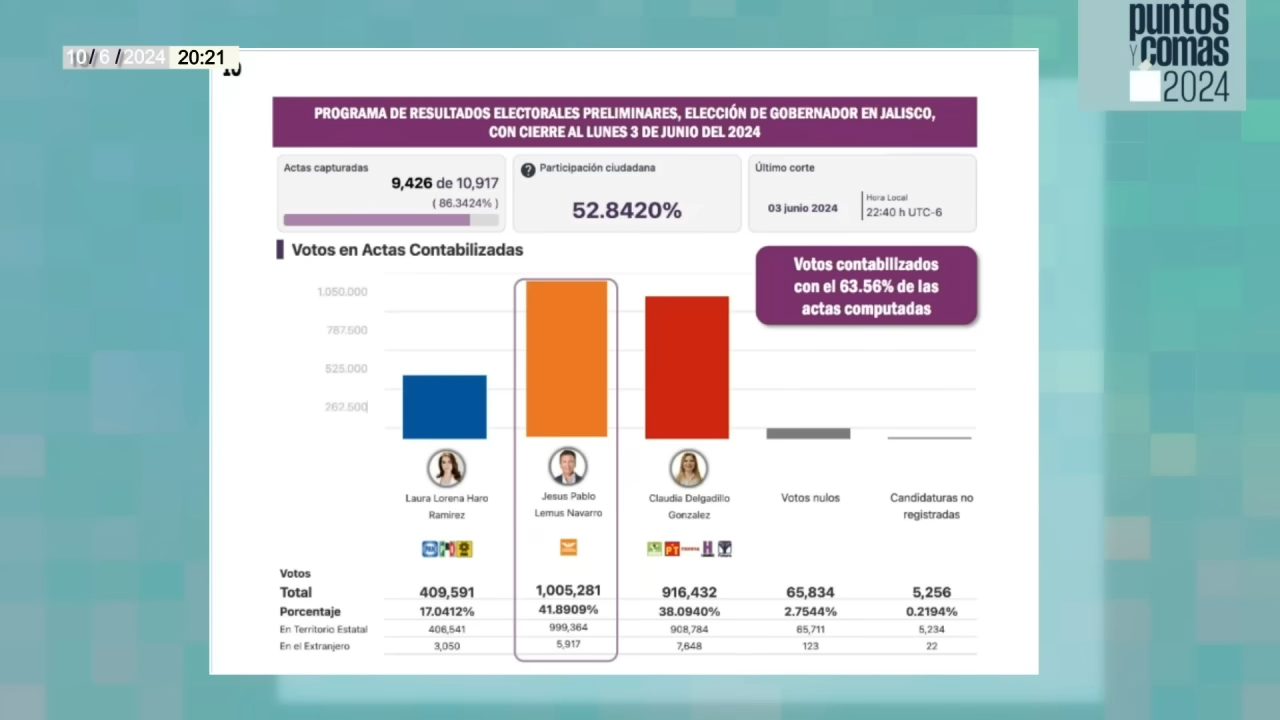 10/ 6 /2024 20:21
puntos
Y comas
2024
PROGRAMA DE RESULTADOS ELECTORALES PRELIMINARES, ELECCIÓN DE GOBERNADOR EN JALISCO,
CON CIERRE AL LUNES 3 DE JUNIO DEL 2024
Actas capturadas
9,426 de 10,917
( 86.3424% )
? Participación ciudadana
52.8420%
Último corte
03 junio 2024
Hora Local
22:40 h UTC-6
Votos en Actas Contabilizadas
Votos contabilizados
con el 63.56% de las
actas computadas
1.050.000
787.500
525.000
262.500
Laura Lorena Haro
Ramirez
Jesus Pablo
Lemus Navarro
Claudia Delgadillo
Gonzalez
Votos nulos
Candidaturas no
registradas
PAN PRI PRD
PT morena H
Votos
Total 409,591 1,005,281 916,432 65,834 5,256
Porcentaje 17.0412% 41.8909% 38.0940% 2.7544% 0.2194%
En Territorio Estatal 406,541 999,364 908,784 65,711 5,234
En el Extranjero 3,050 5,917 7,648 123 22